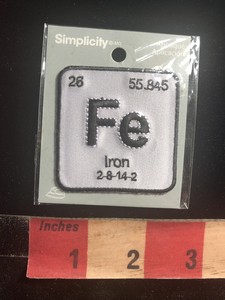 Simplicity
26 55.845
Fe
Iron
2-8-14-2
Inches
1 2 3